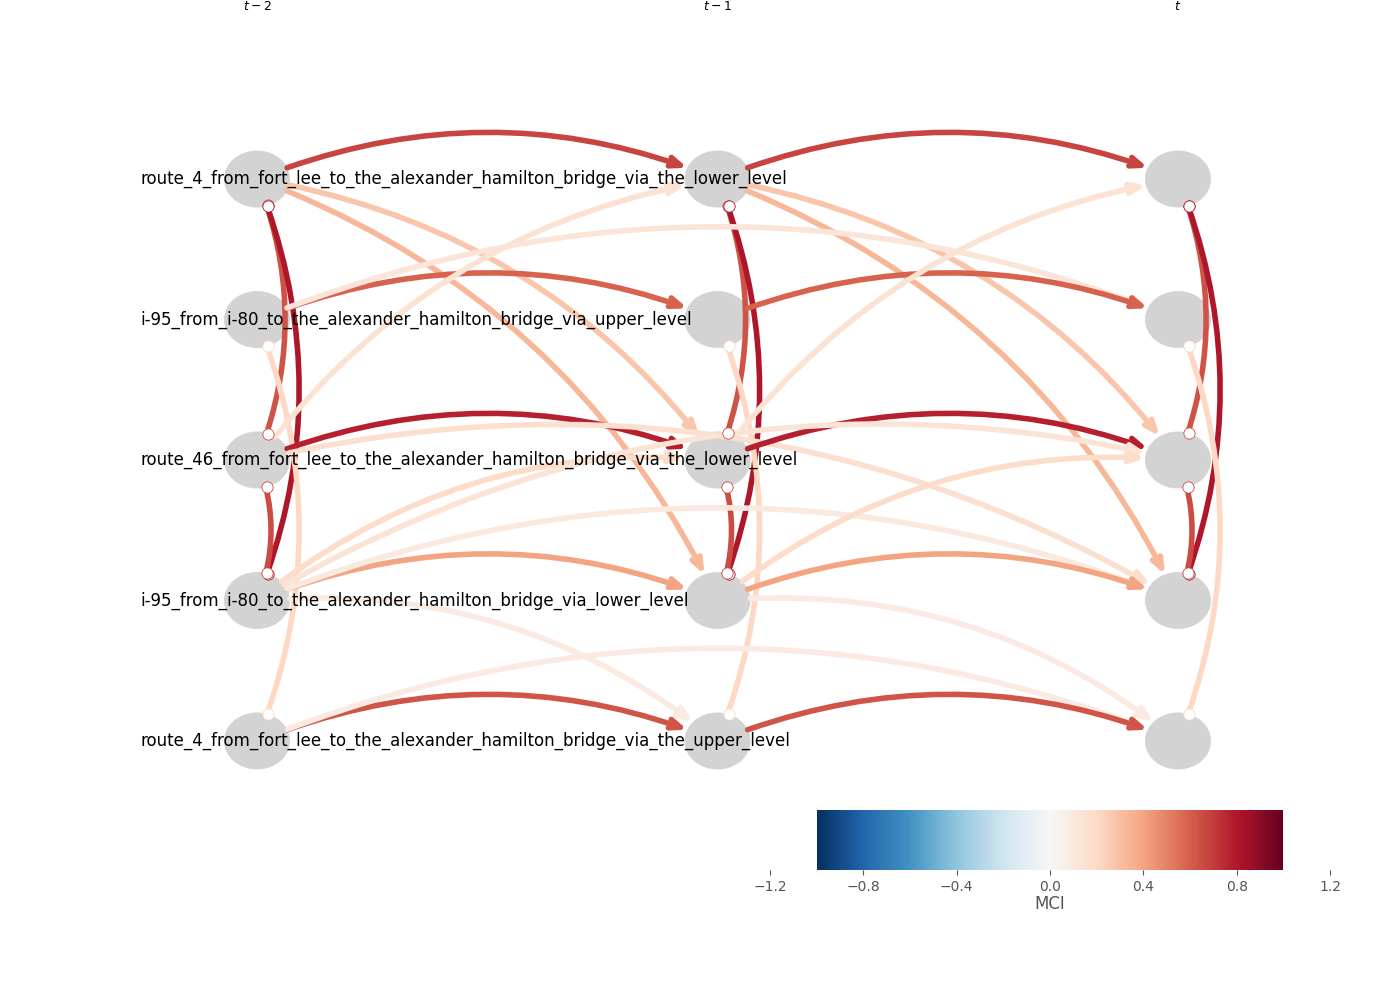 t − 2 t − 1 t
route_4_from_fort_lee_to_the_alexander_hamilton_bridge_via_the_lower_level
i-95_from_i-80_to_the_alexander_hamilton_bridge_via_upper_level
route_46_from_fort_lee_to_the_alexander_hamilton_bridge_via_the_lower_level
i-95_from_i-80_to_the_alexander_hamilton_bridge_via_lower_level
route_4_from_fort_lee_to_the_alexander_hamilton_bridge_via_the_upper_level
−1.2 −0.8 −0.4 0.0 0.4 0.8 1.2
MCI